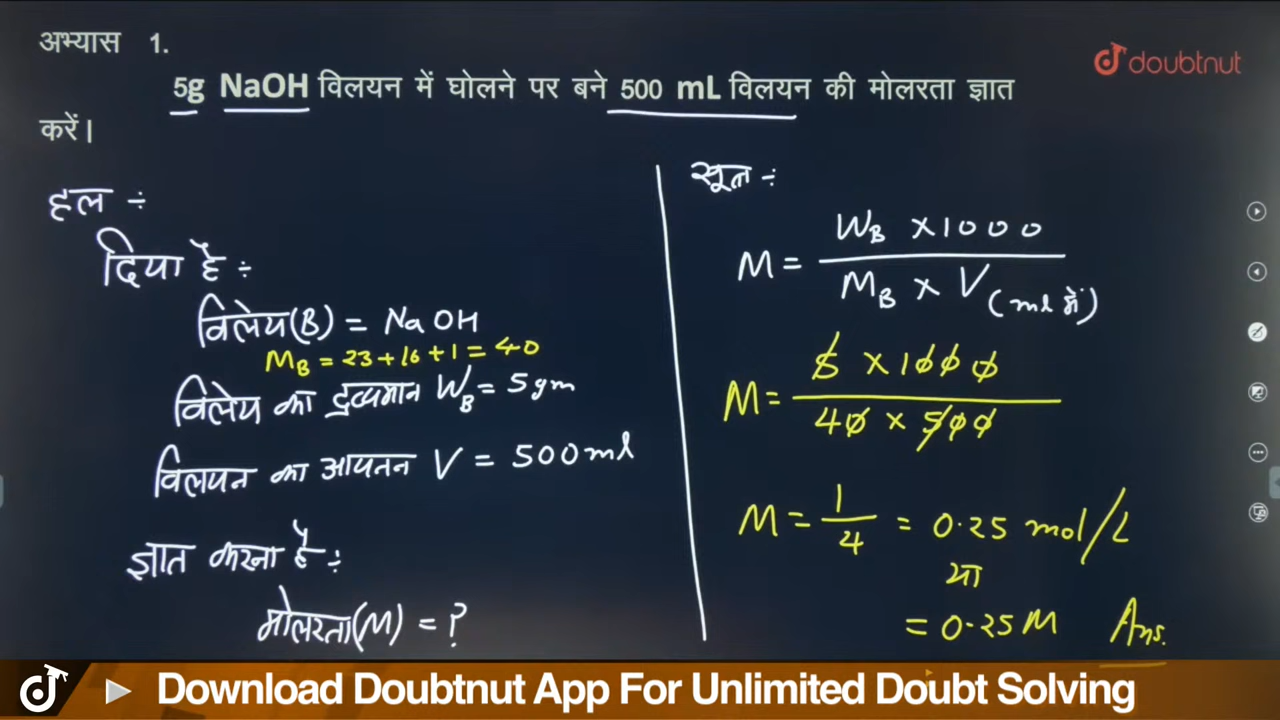 अभ्यास 1.
doubtnut
5g NaOH विलयन में घोलने पर बने 500 mL विलयन की मोलरता ज्ञात
करें।
हल ÷
दिया है ÷
विलेय(B) = NaOH
MB = 23+16+1 = 40
विलेय का द्रव्यमान WB = 5gm
विलयन का आयतन V = 500ml
ज्ञात करना है ÷
मोलरता(M) = ?
सूत्र ÷
M = WB ×1000 / MB × V (ml में)
M = 5 ×1000 / 40 × 500
M = 1/4 = 0.25 mol/L
या
= 0.25M Ans.
Download Doubtnut App For Unlimited Doubt Solving